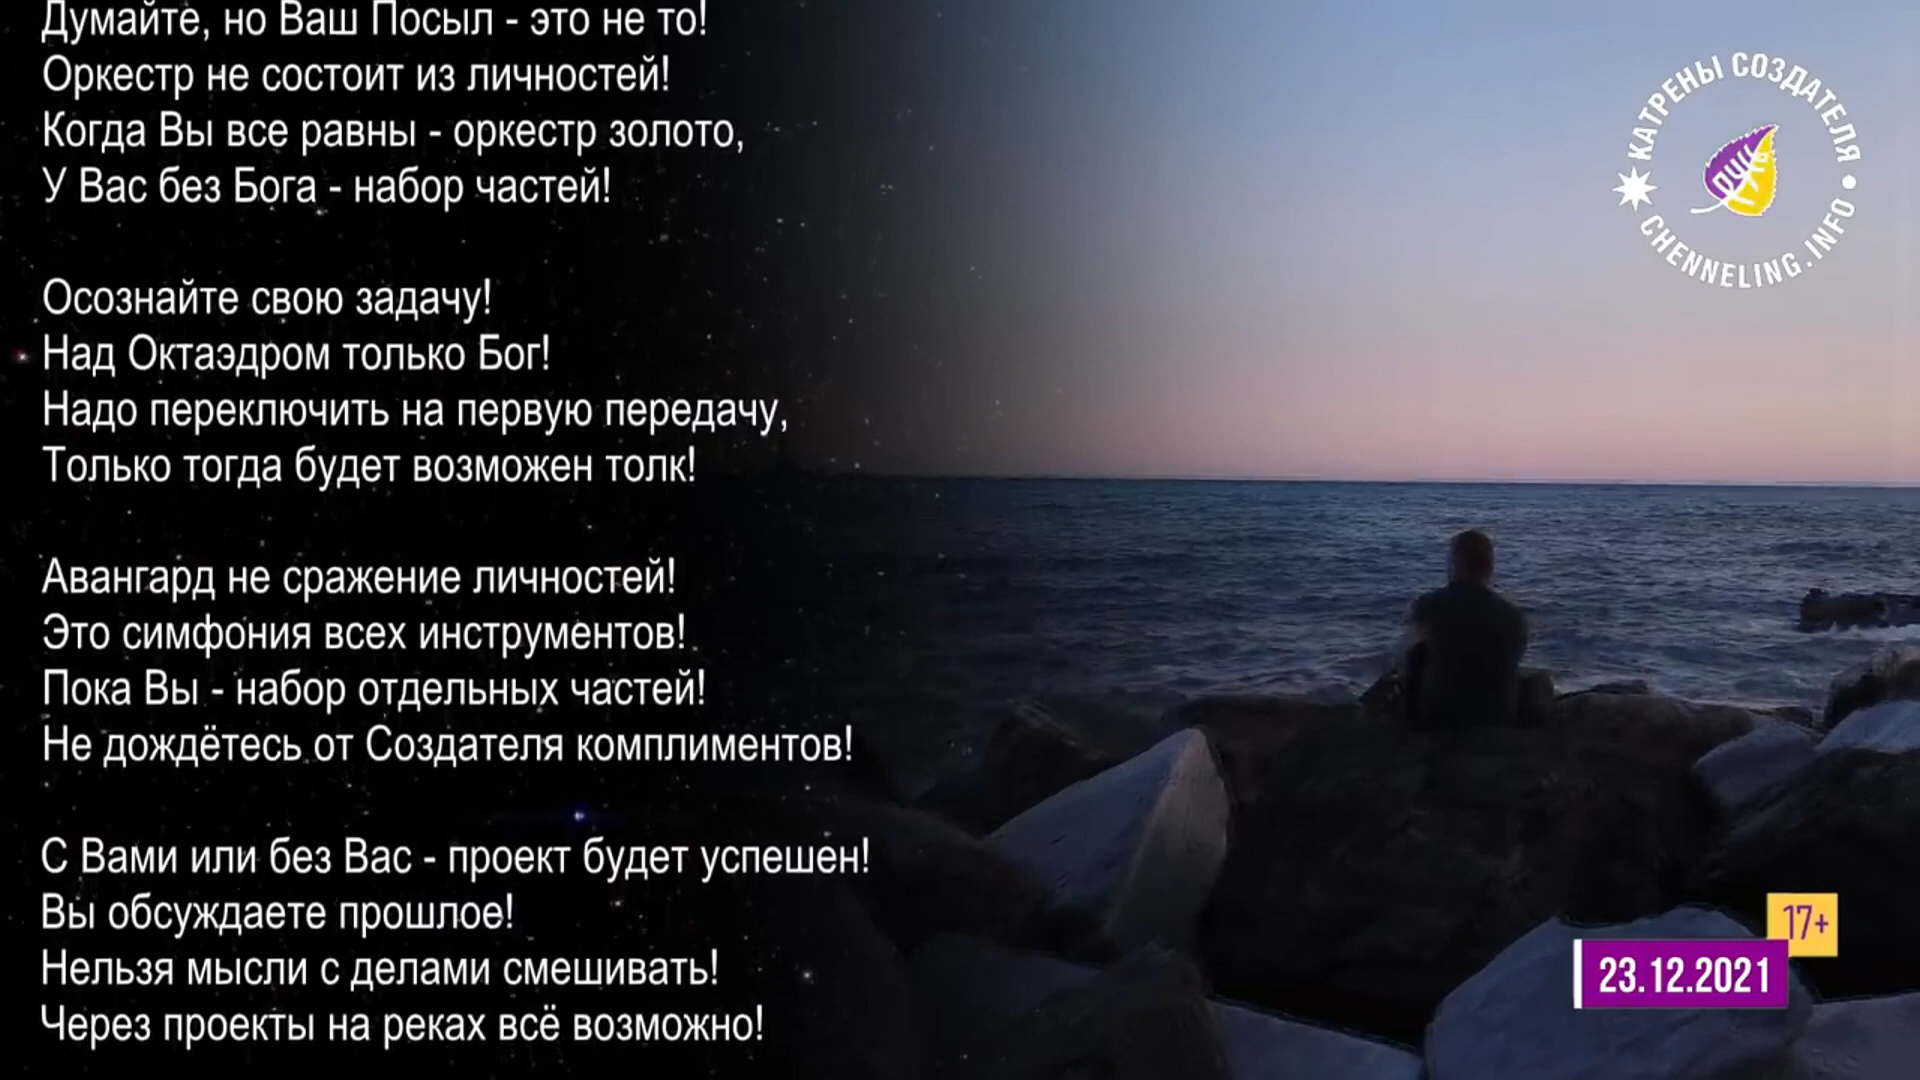 Думайте, но Ваш Посыл - это не то!
Оркестр не состоит из личностей!
Когда Вы все равны - оркестр золото,
У Вас без Бога - набор частей!
Осознайте свою задачу!
Над Октаэдром только Бог!
Надо переключить на первую передачу,
Только тогда будет возможен толк!
Авангард не сражение личностей!
Это симфония всех инструментов!
Пока Вы - набор отдельных частей!
Не дождётесь от Создателя комплиментов!
С Вами или без Вас - проект будет успешен!
Вы обсуждаете прошлое!
Нельзя мысли с делами смешивать!
Через проекты на реках всё возможно!
КАТРЕНЫ СОЗДАТЕЛЯ
CHENNELING.INFO
17+
23.12.2021